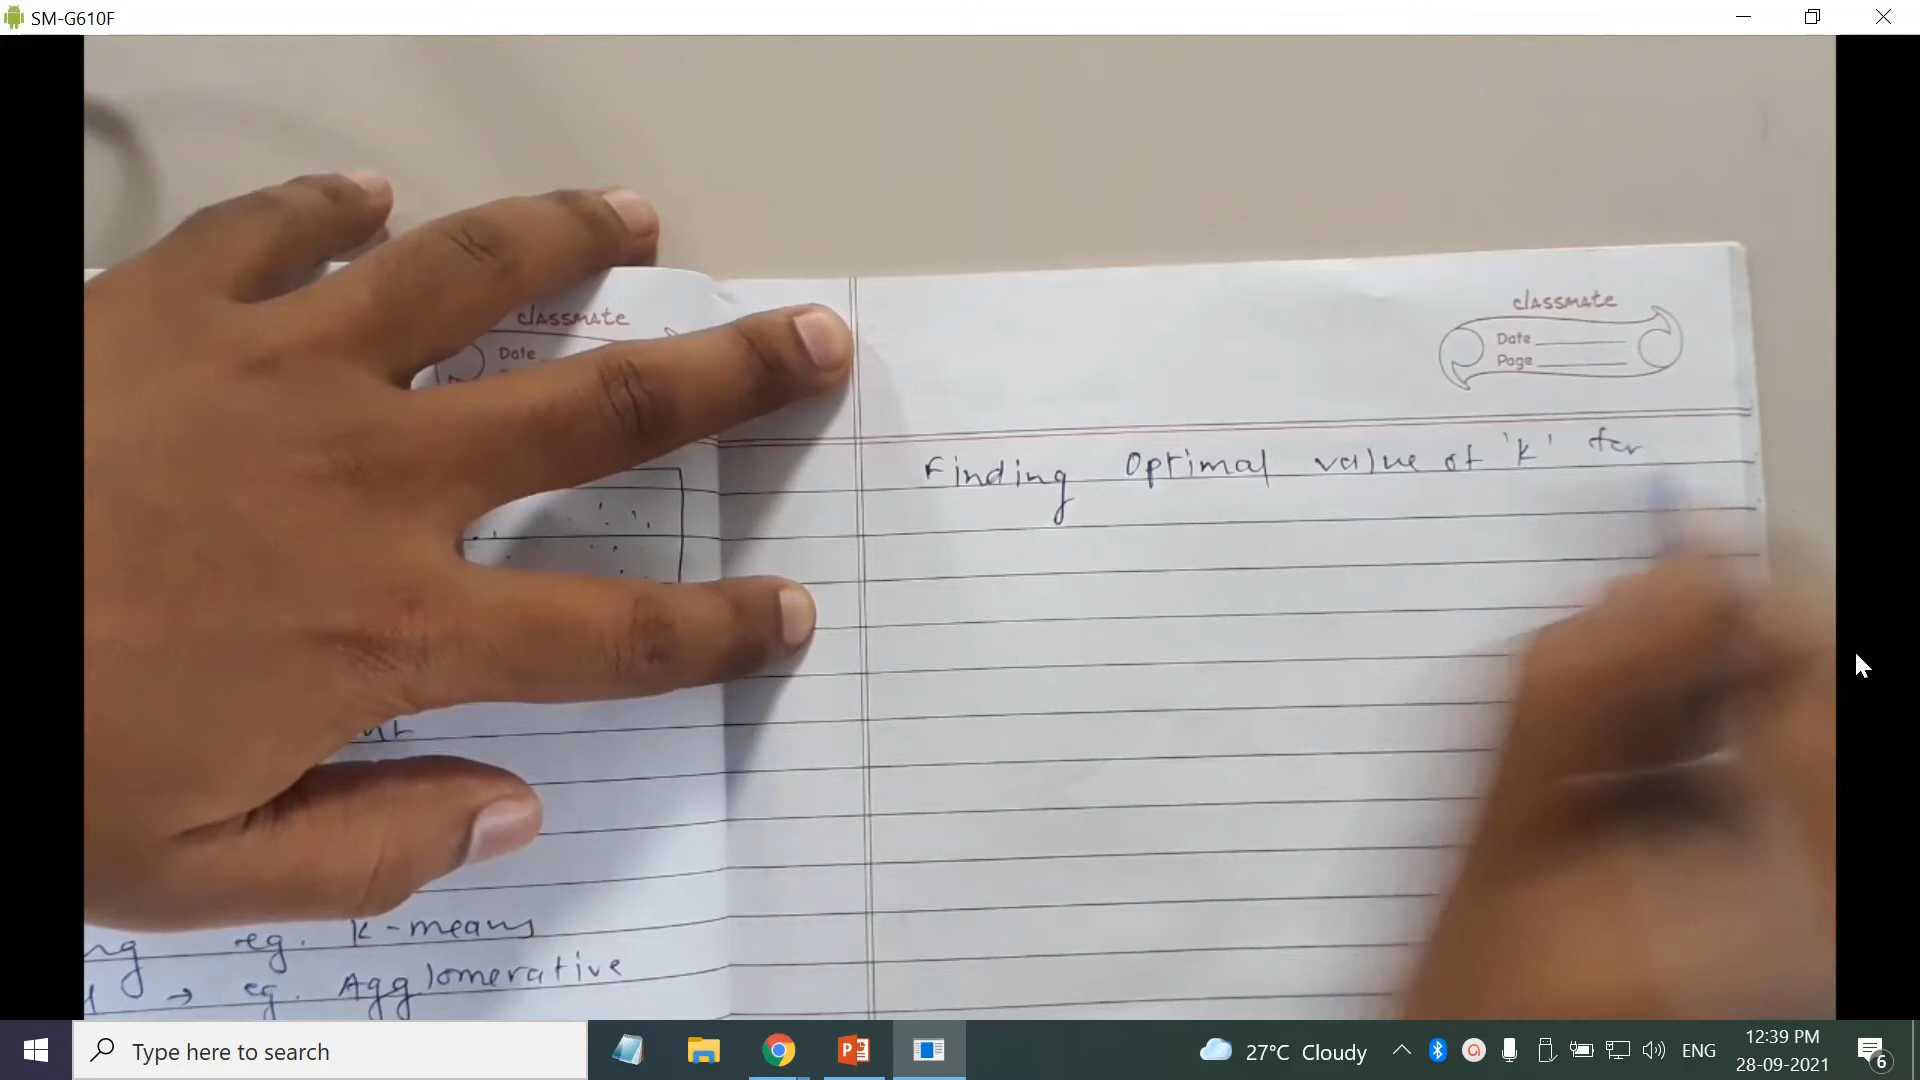 SM-G610F
classmate
Date
classmate
Date
Page
Finding Optimal value of 'k' for
ng eg. k-means
→ eg. Agglomerative
Type here to search
27°C Cloudy
ENG
12:39 PM
28-09-2021
6